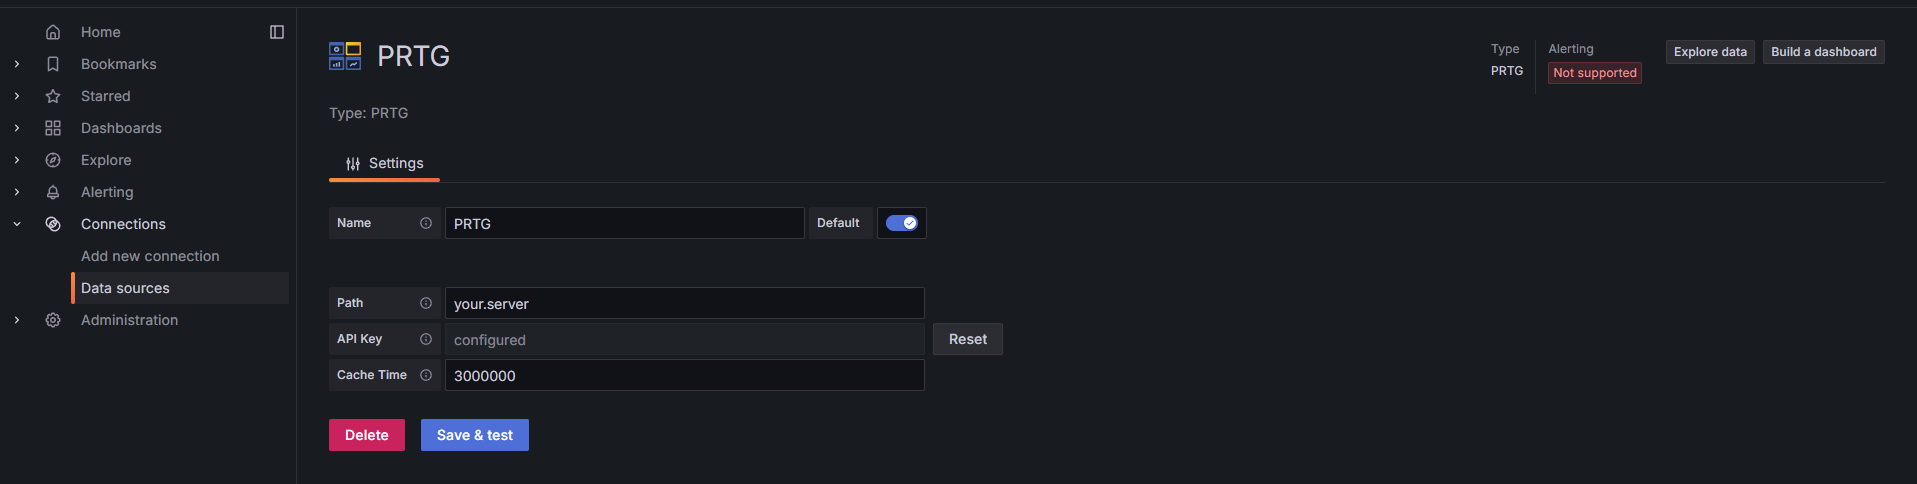 Home
Bookmarks
Starred
Dashboards
Explore
Alerting
Connections
Add new connection
Data sources
Administration
PRTG
Type: PRTG
Type
PRTG
Alerting
Not supported
Explore data
Build a dashboard
Settings
Name
PRTG
Default
Path
your.server
API Key
configured
Reset
Cache Time
3000000
Delete
Save & test